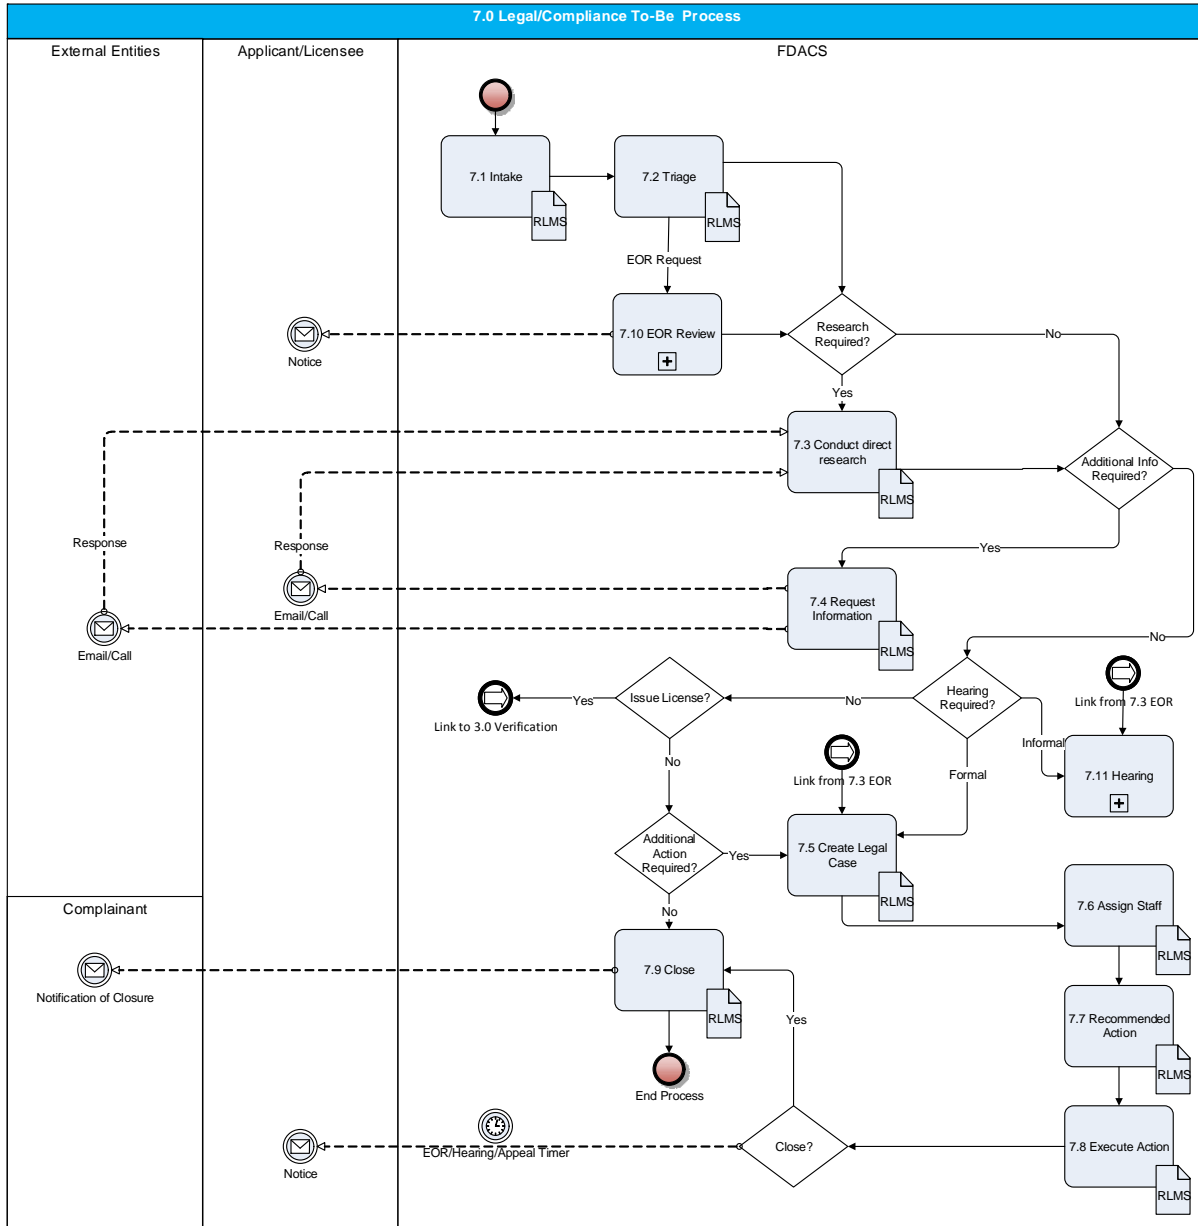 7.0 Legal/Compliance To-Be Process
External Entities
Applicant/Licensee
FDACS
7.1 Intake
RLMS
7.2 Triage
RLMS
EOR Request
7.10 EOR Review
Notice
Research
Required?
No
Yes
7.3 Conduct direct
research
RLMS
Additional Info
Required?
Response
Response
Yes
Email/Call
Email/Call
7.4 Request
Information
RLMS
No
Hearing
Required?
Link from 7.3 EOR
Issue License?
Yes
No
Link to 3.0 Verification
Informal
No
Formal
Link from 7.3 EOR
7.11 Hearing
Additional
Action
Required?
Yes
7.5 Create Legal
Case
RLMS
No
Complainant
7.6 Assign Staff
RLMS
Notification of Closure
7.9 Close
RLMS
Yes
7.7 Recommended
Action
RLMS
End Process
EOR/Hearing/Appeal Timer
Notice
Close?
7.8 Execute Action
RLMS